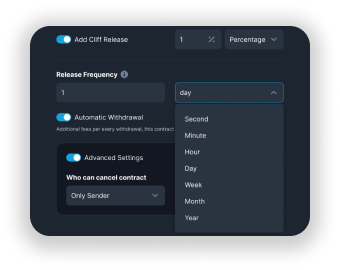 Add Cliff Release
1 % Percentage
Release Frequency
1 day
Automatic Withdrawal
Additional fees per every withdrawal, this contract
Second
Minute
Hour
Day
Week
Month
Year
Advanced Settings
Who can cancel contract
Only Sender